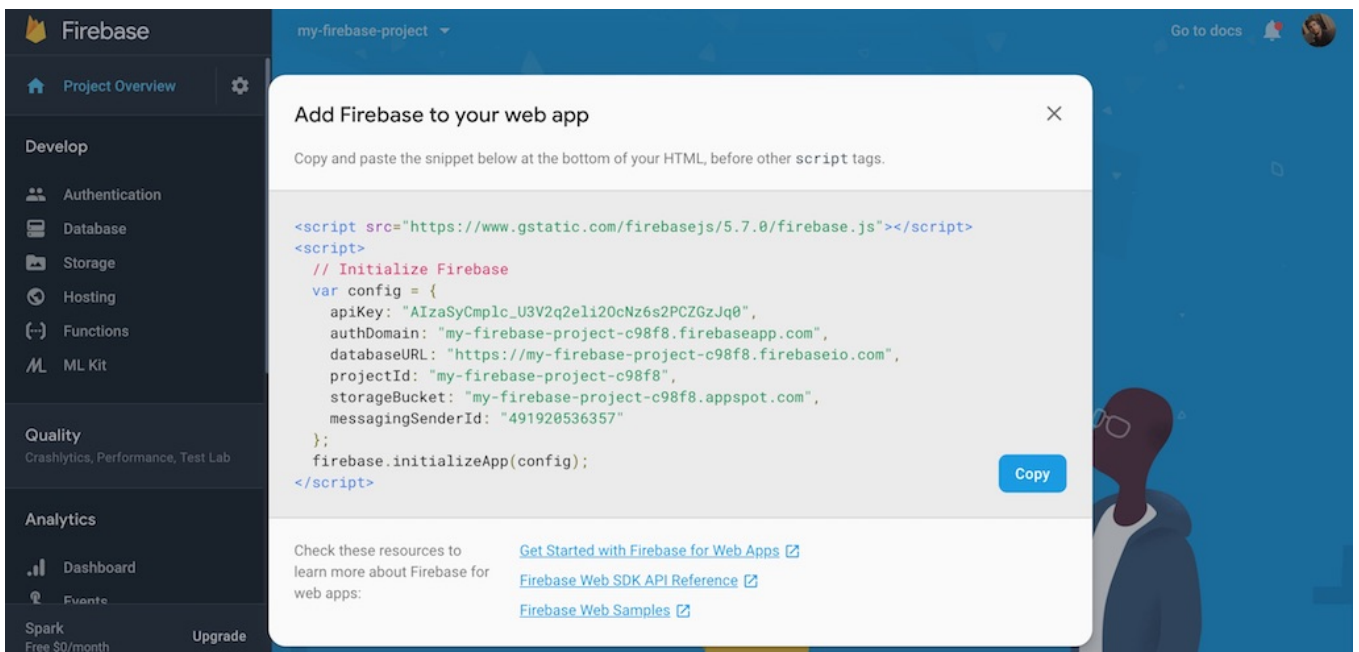 Firebase
my-firebase-project
Go to docs
Project Overview
Develop
Authentication
Database
Storage
Hosting
Functions
ML Kit
Quality
Crashlytics, Performance, Test Lab
Analytics
Dashboard
Events
Spark
Free $0/month
Upgrade
Add Firebase to your web app
Copy and paste the snippet below at the bottom of your HTML, before other script tags.
<script src="https://www.gstatic.com/firebasejs/5.7.0/firebase.js"></script>
<script>
// Initialize Firebase
var config = {
apiKey: "AIzaSyCmplc_U3V2q2eli2OcNz6s2PCZGzJq0",
authDomain: "my-firebase-project-c98f8.firebaseapp.com",
databaseURL: "https://my-firebase-project-c98f8.firebaseio.com",
projectId: "my-firebase-project-c98f8",
storageBucket: "my-firebase-project-c98f8.appspot.com",
messagingSenderId: "491920536357"
};
firebase.initializeApp(config);
</script>
Copy
Check these resources to
learn more about Firebase for
web apps:
Get Started with Firebase for Web Apps
Firebase Web SDK API Reference
Firebase Web Samples